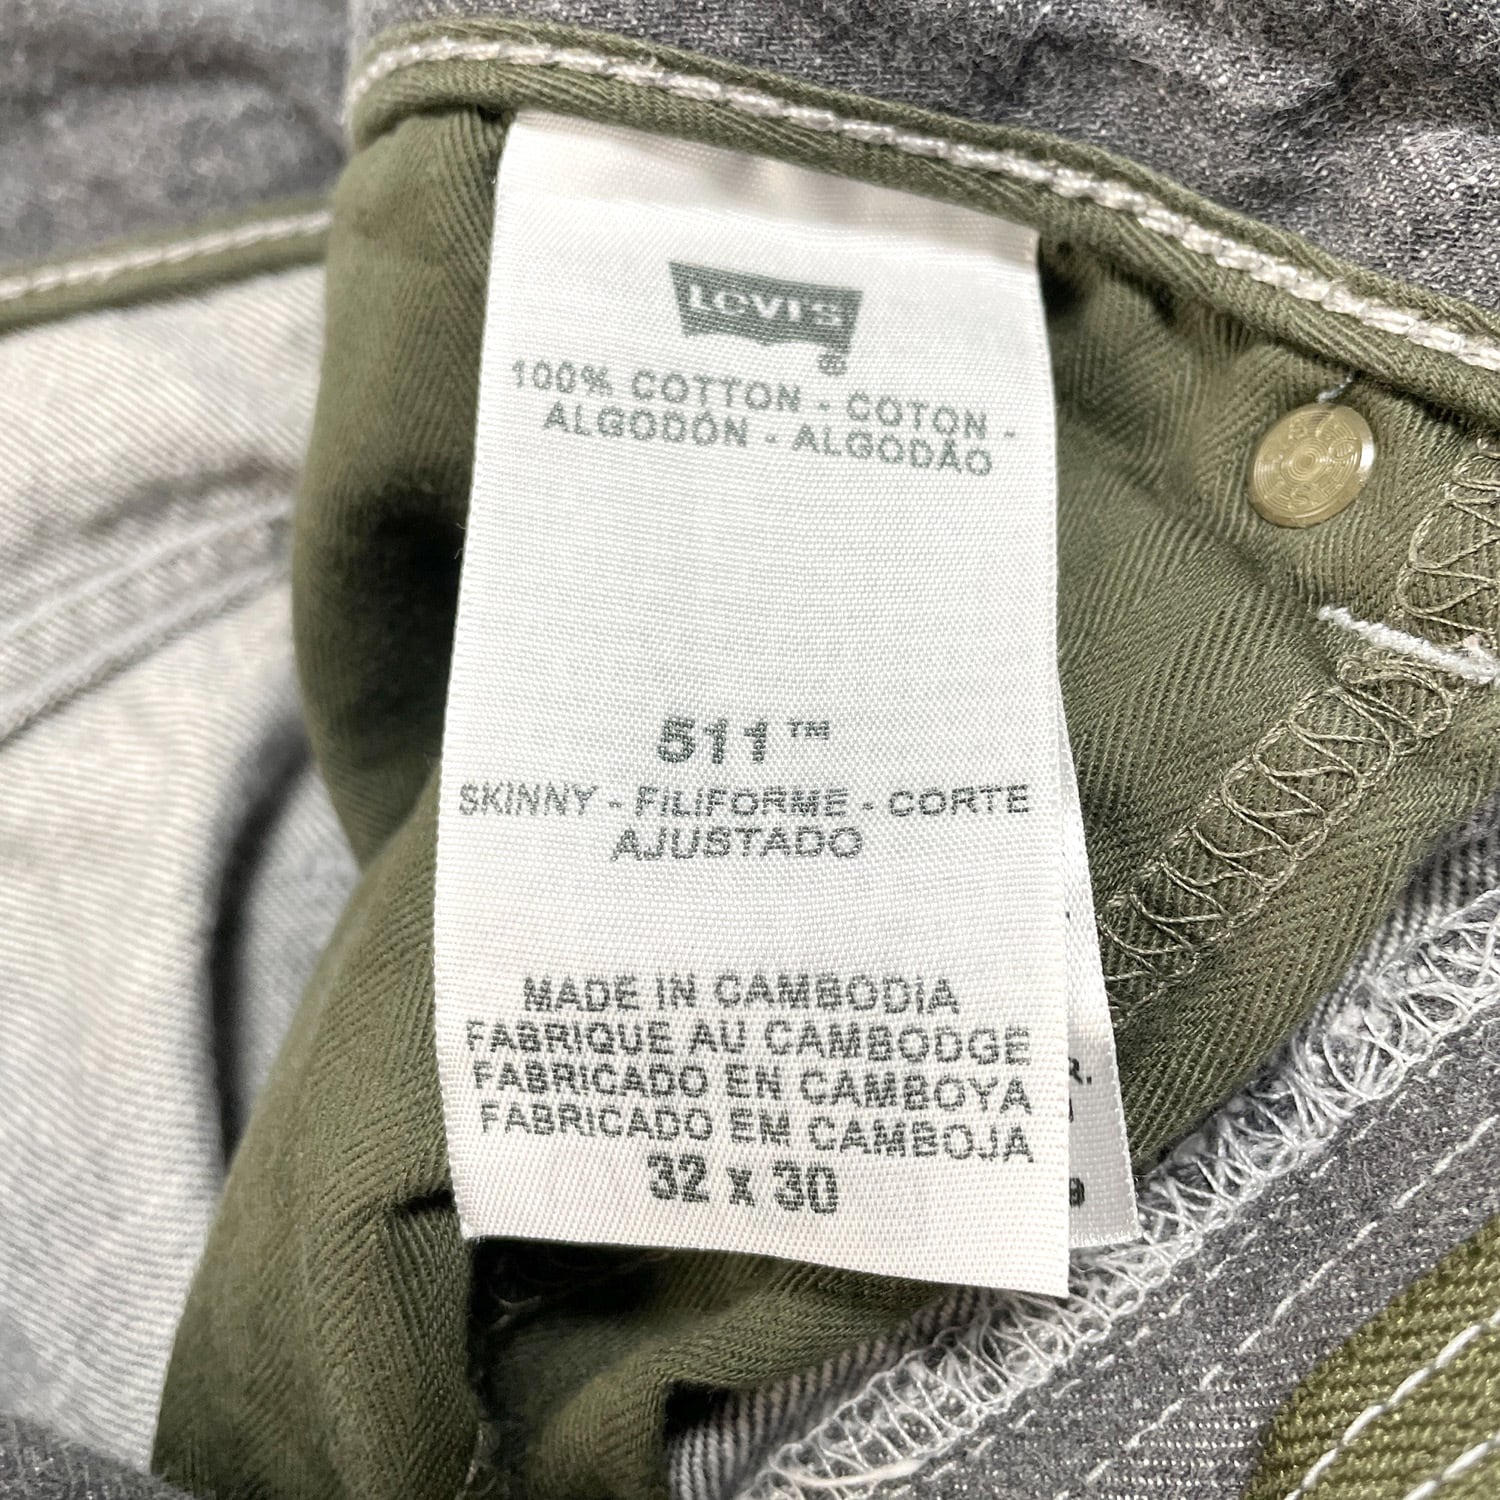 Levi's
®
100% COTTON - COTON -
ALGODÓN - ALGODÃO
511™
SKINNY - FILIFORME - CORTE
AJUSTADO
MADE IN CAMBODIA
FABRIQUE AU CAMBODGE
FABRICADO EN CAMBOYA
FABRICADO EM CAMBOJA
32 x 30
R.
9